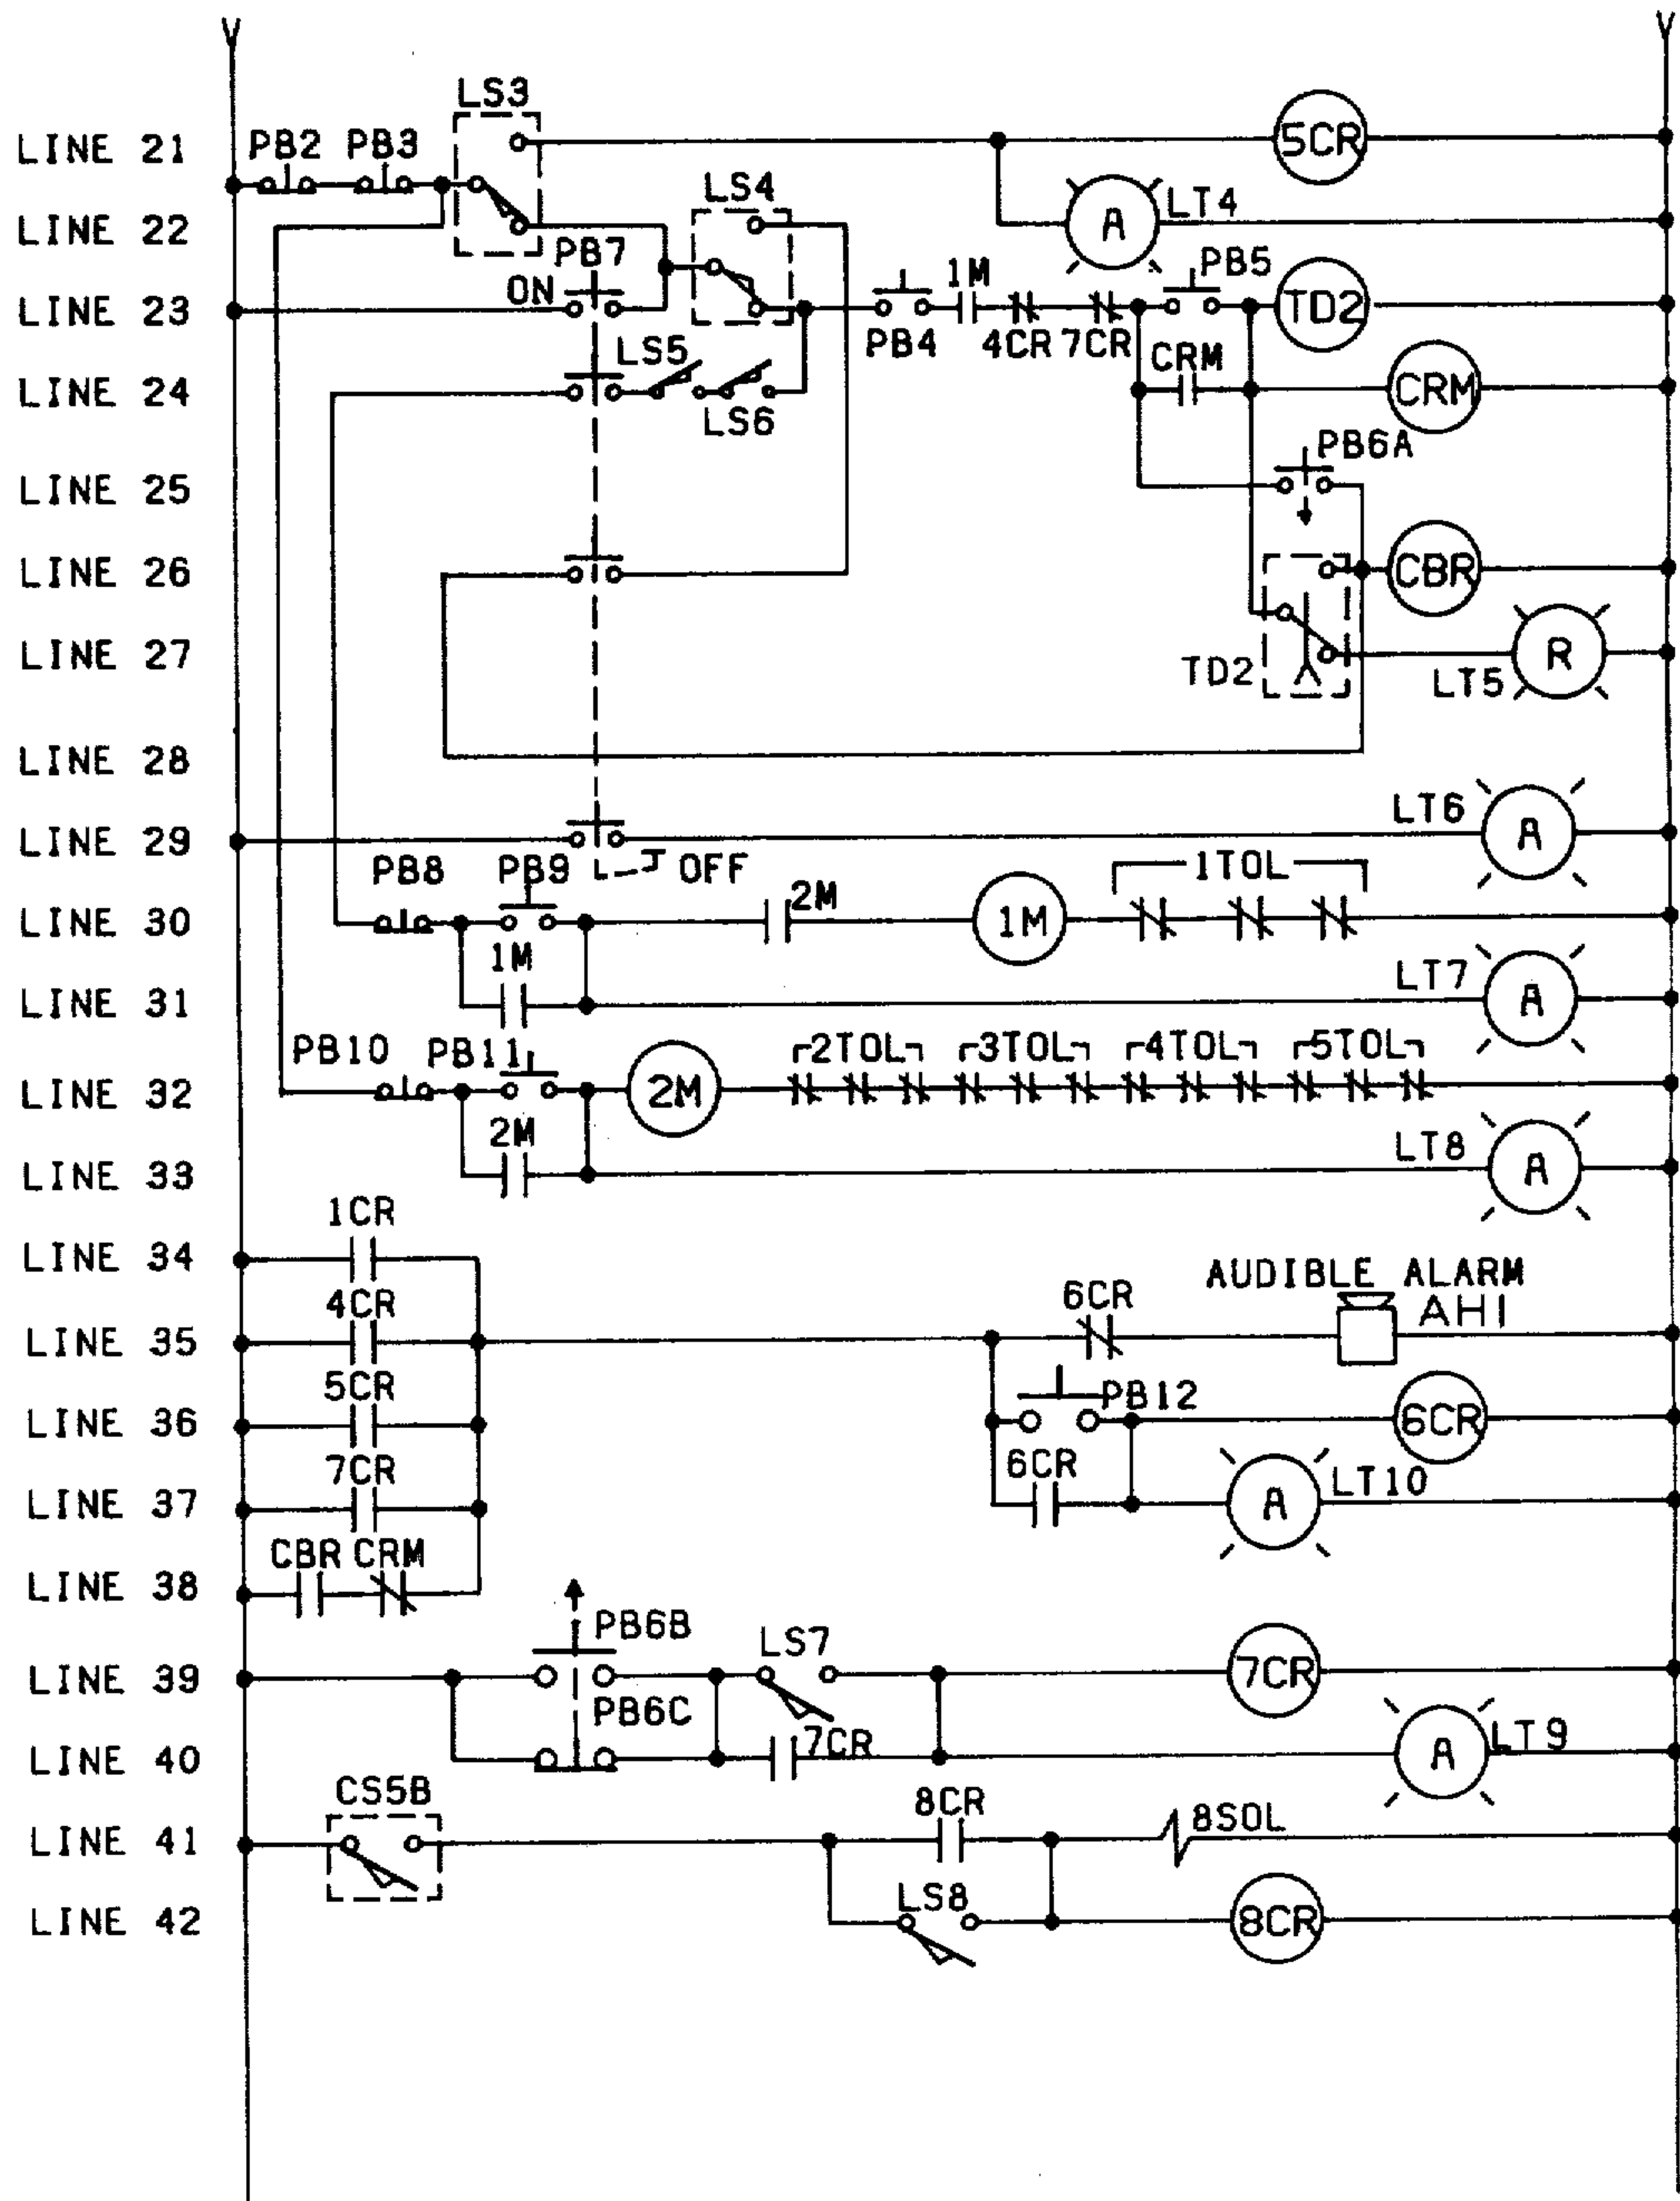 LS3
LINE 21 PB2 PB3 5CR
LS4 LT4
LINE 22 A
PB7 PB5
ON 1M
LINE 23 TD2
PB4 4CR 7CR
LS5 CRM
LINE 24 CRM
LS6
PB6A
LINE 25
LINE 26 CBR
LINE 27 R
TD2 LT5
LINE 28
LT6
LINE 29 A
OFF
PB8 PB9 1TOL
2M
LINE 30 1M
1M LT7
LINE 31 A
PB10 PB11 2TOL 3TOL 4TOL 5TOL
LINE 32 2M
2M LT8
LINE 33 A
1CR
LINE 34
AUDIBLE ALARM
4CR 6CR AH1
LINE 35
5CR PB12
LINE 36 6CR
7CR 6CR LT10
LINE 37 A
CBR CRM
LINE 38
PB6B LS7
LINE 39 7CR
PB6C
7CR LT9
LINE 40 A
CS5B 8CR
LINE 41 8SOL
LS8
LINE 42 8CR